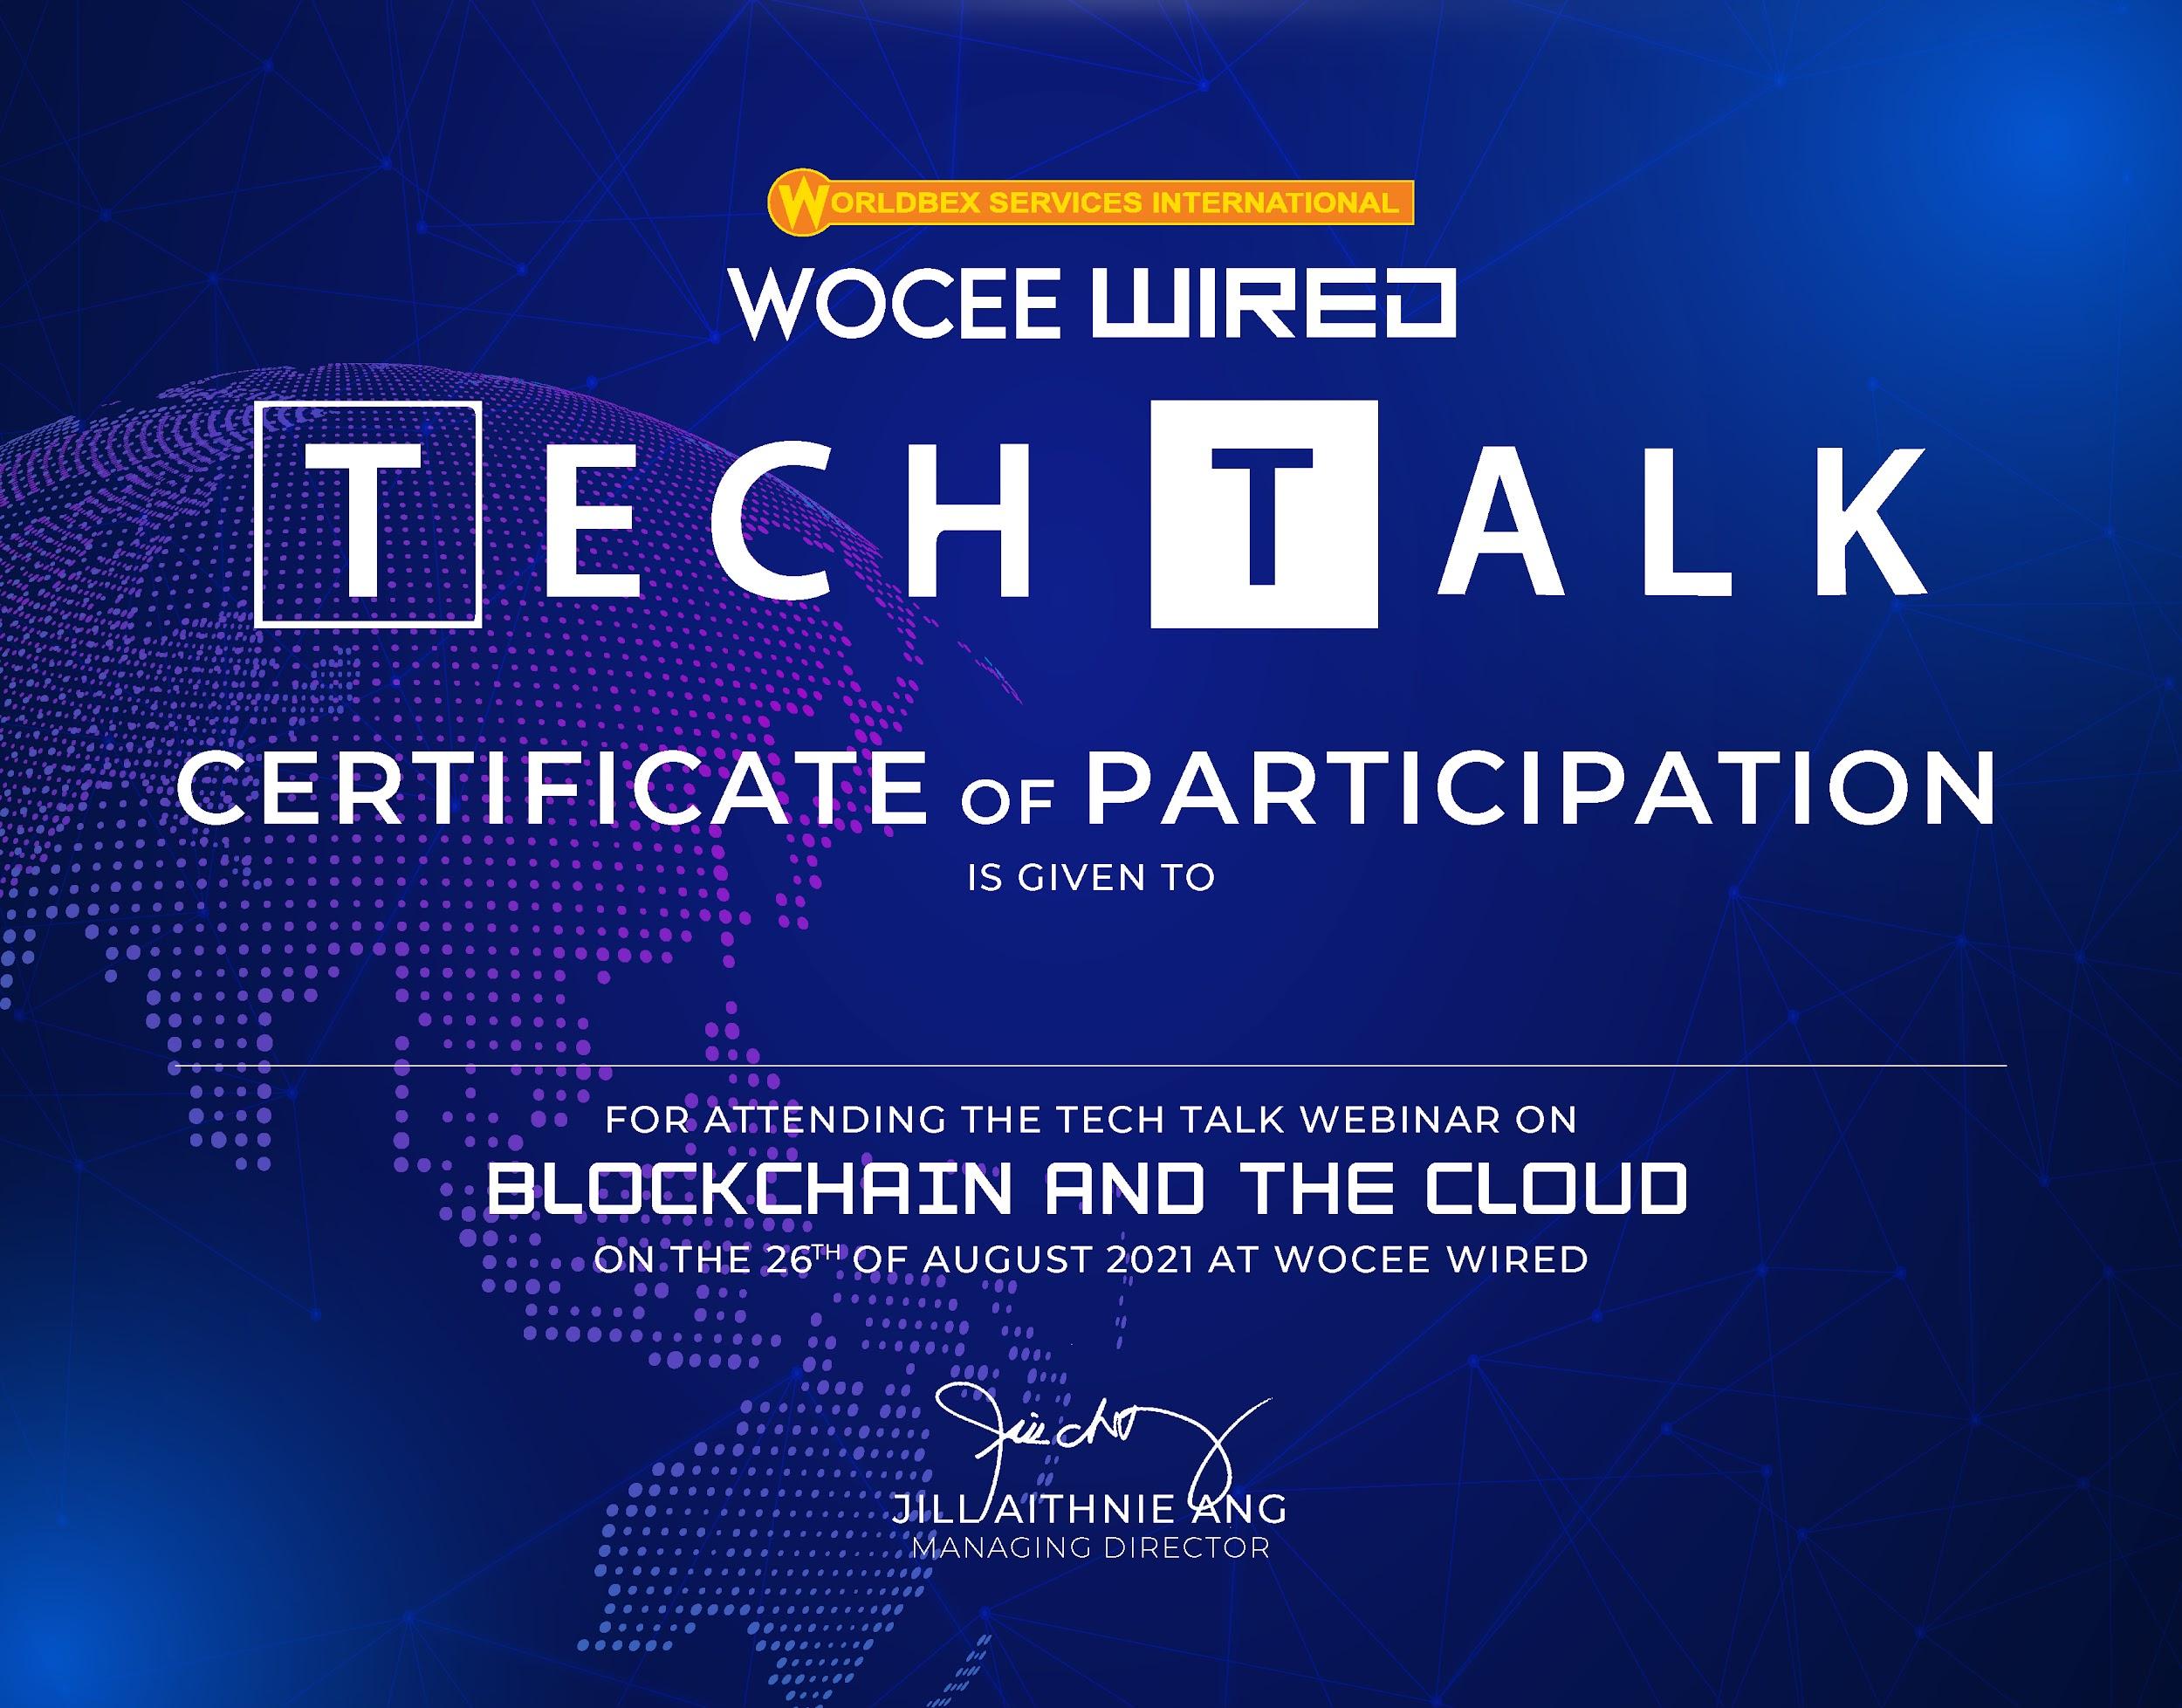 WORLDBEX SERVICES INTERNATIONAL
WOCEE WIRED
TECH TALK
CERTIFICATE OF PARTICIPATION
IS GIVEN TO
FOR ATTENDING THE TECH TALK WEBINAR ON
BLOCKCHAIN AND THE CLOUD
ON THE 26TH OF AUGUST 2021 AT WOCEE WIRED
JILL AITHNIE ANG
MANAGING DIRECTOR